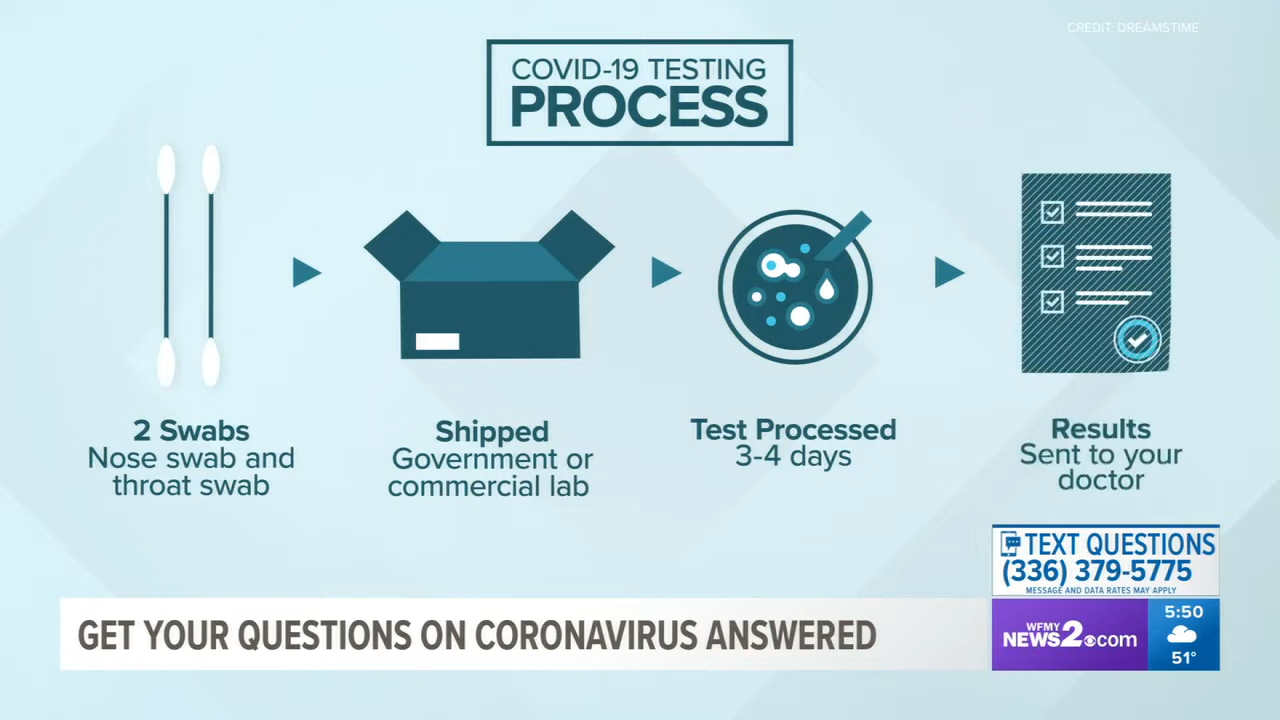 CREDIT: DREAMSTIME
COVID-19 TESTING
PROCESS
2 Swabs
Nose swab and
throat swab
Shipped
Government or
commercial lab
Test Processed
3-4 days
Results
Sent to your
doctor
TEXT QUESTIONS
(336) 379-5775
MESSAGE AND DATA RATES MAY APPLY
GET YOUR QUESTIONS ON CORONAVIRUS ANSWERED
WFMY
NEWS 2 .com
5:50
51°